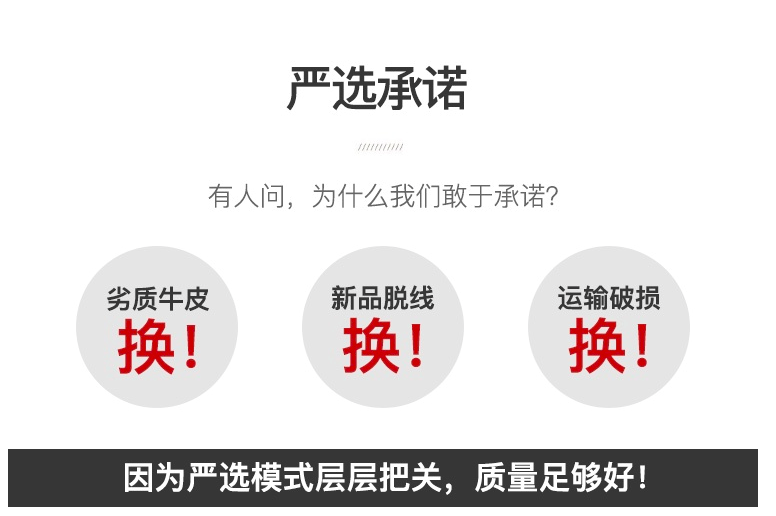 严选承诺
有人问，为什么我们敢于承诺？
劣质牛皮
换！
新品脱线
换！
运输破损
换！
因为严选模式层层把关，质量足够好！